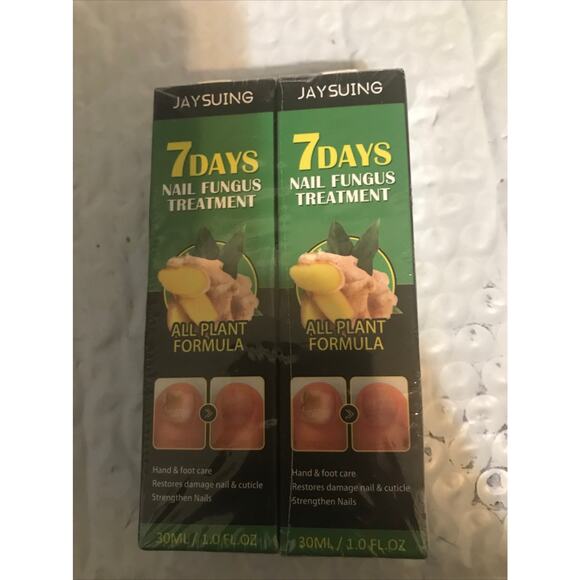 JAYSUING
7DAYS
NAIL FUNGUS
TREATMENT
ALL PLANT
FORMULA
Hand & foot care
Restores damage nail & cuticle
Strengthen Nails
30ML / 1.0 FL.OZ
JAYSUING
7DAYS
NAIL FUNGUS
TREATMENT
ALL PLANT
FORMULA
Hand & foot care
Restores damage nail & cuticle
Strengthen Nails
30ML / 1.0 FL.OZ